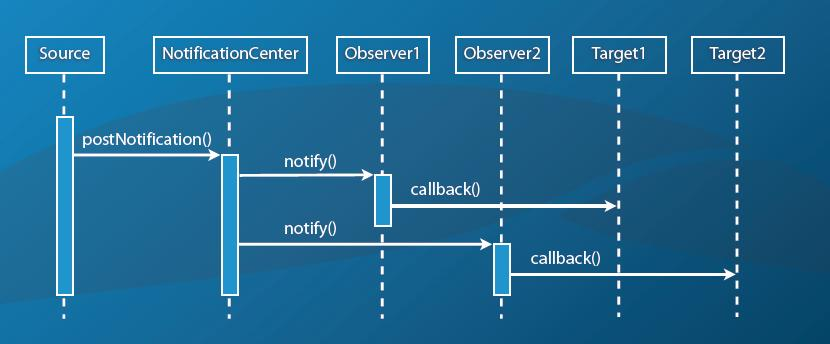 Source
NotificationCenter
Observer1
Observer2
Target1
Target2
postNotification()
notify()
callback()
notify()
callback()